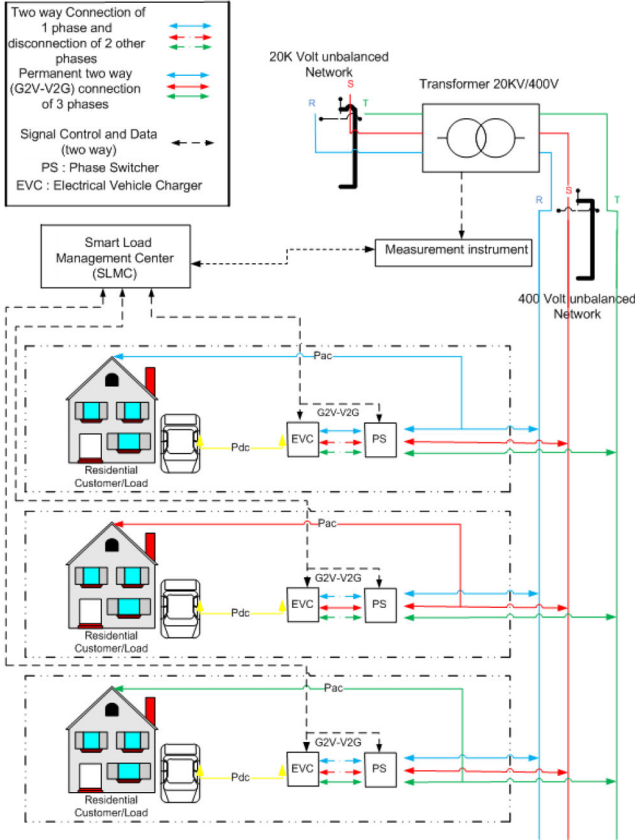 Two way Connection of
1 phase and
disconnection of 2 other
phases
Permanent two way
(G2V-V2G) connection
of 3 phases
Signal Control and Data
(two way)
PS : Phase Switcher
EVC : Electrical Vehicle Charger
20K Volt unbalanced
Network
S
R
T
Transformer 20KV/400V
R
S
T
Measurement instrument
400 Volt unbalanced
Network
Smart Load
Management Center
(SLMC)
Pac
G2V-V2G
EVC
PS
Pdc
Residential
Customer/Load
Pac
G2V-V2G
EVC
PS
Pdc
Residential
Customer/Load
Pac
G2V-V2G
EVC
PS
Pdc
Residential
Customer/Load